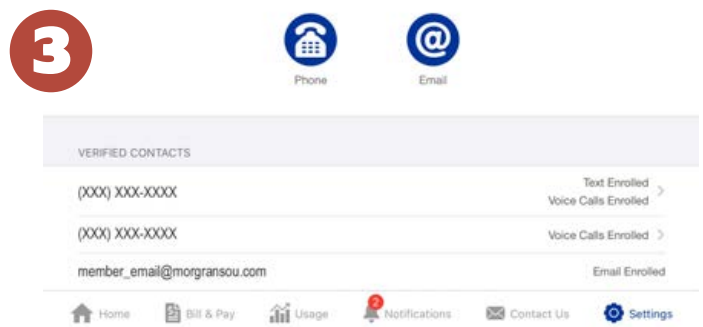 3
Phone Email
VERIFIED CONTACTS
(XXX) XXX-XXXX Text Enrolled
Voice Calls Enrolled
(XXX) XXX-XXXX Voice Calls Enrolled
member_email@morgransou.com Email Enrolled
2
Home Bill & Pay Usage Notifications Contact Us Settings